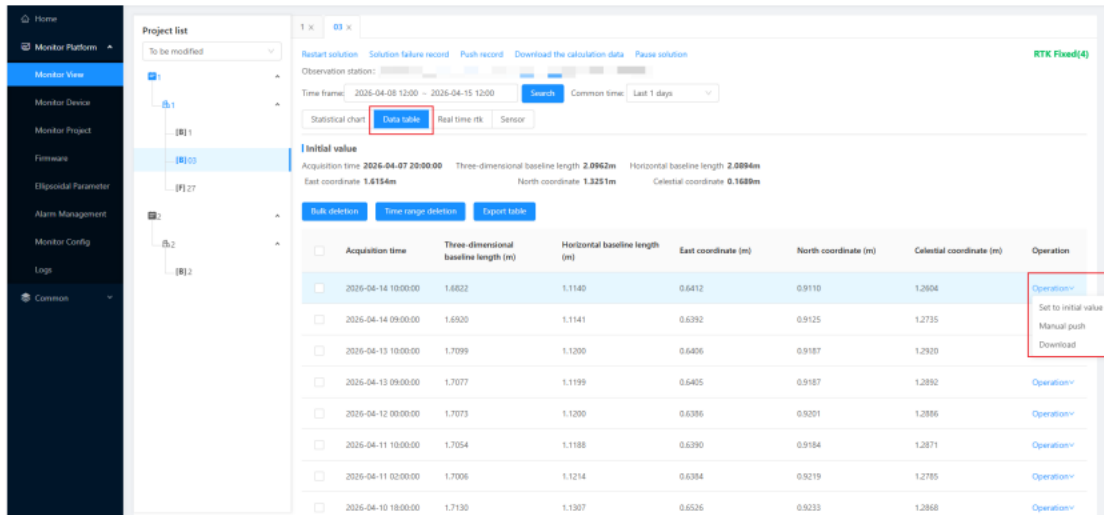 Home
Monitor Platform
Monitor View
Monitor Device
Monitor Project
Firmware
Ellipsoidal Parameter
Alarm Management
Monitor Config
Logs
Common
Project list
To be modified
1
1
[B] 1
[B] 03
[F] 27
2
2
[B] 2
1 × 03 ×
Restart solution Solution failure record Push record Download the calculation data Pause solution RTK Fixed(4)
Observation station:
Time frame: 2026-04-08 12:00 ~ 2026-04-15 12:00 Search Common time: Last 1 days
Statistical chart Data table Real time rtk Sensor
Initial value
Acquisition time 2026-04-07 20:00:00 Three-dimensional baseline length 2.0962m Horizontal baseline length 2.0894m
East coordinate 1.6154m North coordinate 1.3251m Celestial coordinate 0.1689m
Bulk deletion Time range deletion Export table
Acquisition time Three-dimensional baseline length (m) Horizontal baseline length (m) East coordinate (m) North coordinate (m) Celestial coordinate (m) Operation
2026-04-14 10:00:00 1.6822 1.1140 0.6412 0.9110 1.2604 Operation
Set to initial value
Manual push
Download
2026-04-14 09:00:00 1.6920 1.1141 0.6392 0.9125 1.2735
2026-04-13 10:00:00 1.7099 1.1200 0.6406 0.9187 1.2920
2026-04-13 09:00:00 1.7077 1.1199 0.6405 0.9187 1.2892 Operation
2026-04-12 00:00:00 1.7073 1.1200 0.6386 0.9201 1.2886 Operation
2026-04-11 10:00:00 1.7054 1.1188 0.6390 0.9184 1.2871 Operation
2026-04-11 02:00:00 1.7006 1.1214 0.6384 0.9219 1.2785 Operation
2026-04-10 18:00:00 1.7130 1.1307 0.6526 0.9233 1.2868 Operation